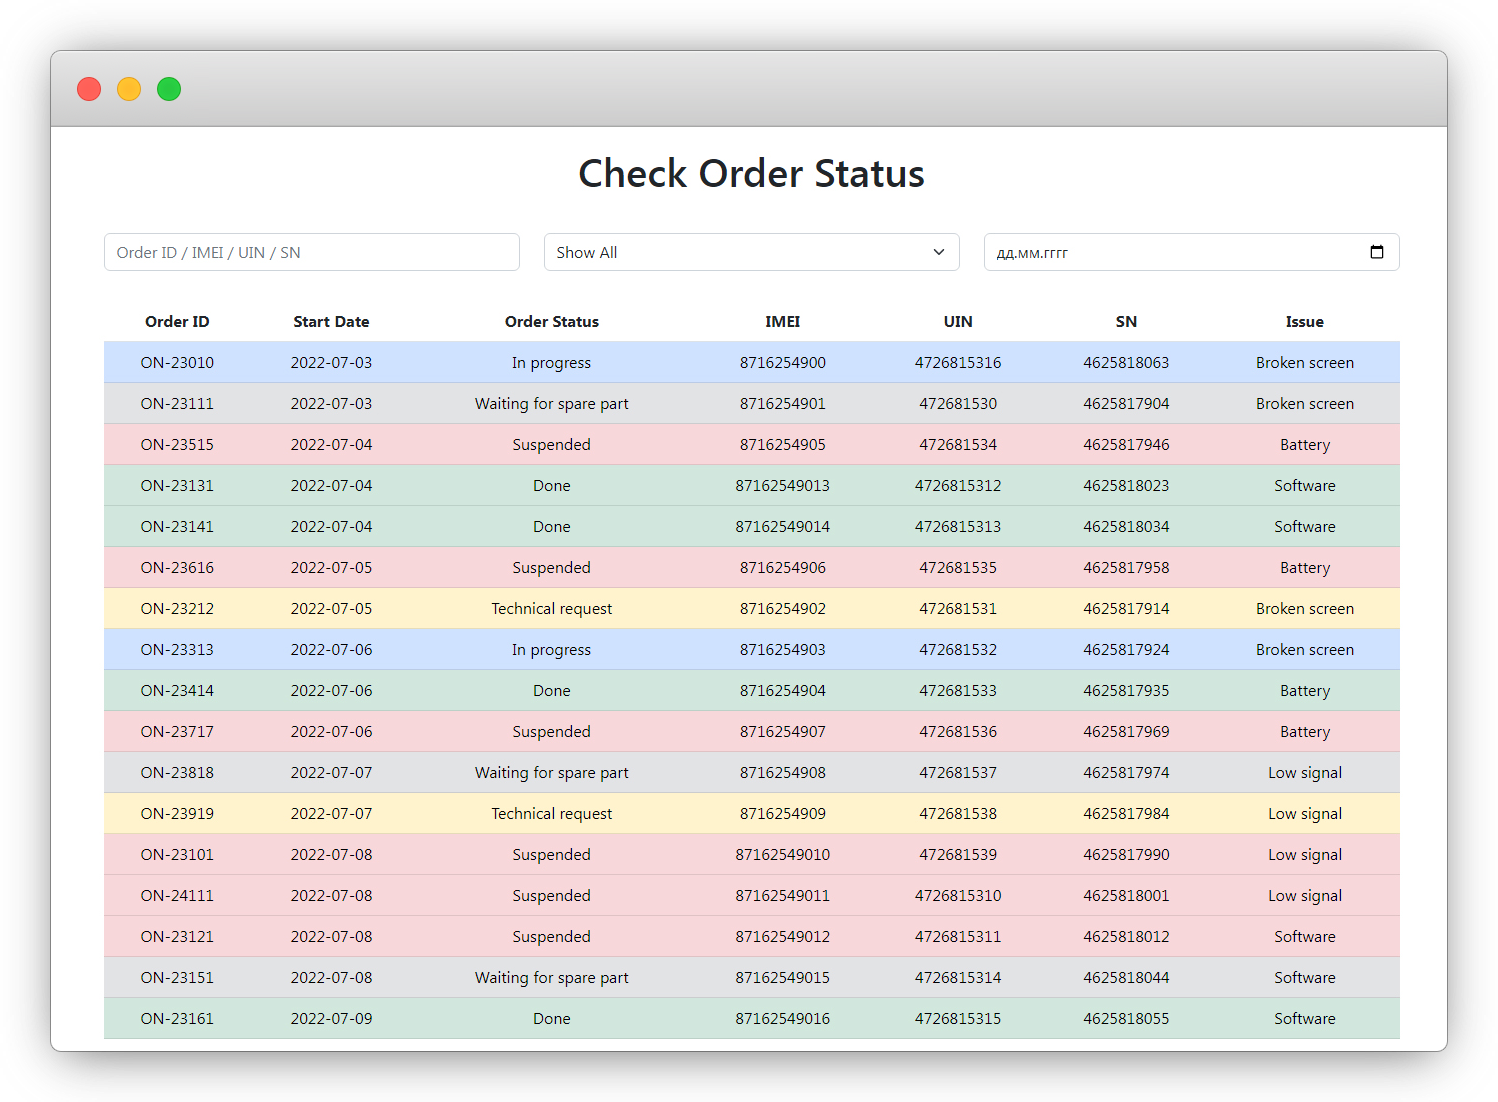 Check Order Status
Order ID / IMEI / UIN / SN Show All дд.мм.гггг
Order ID Start Date Order Status IMEI UIN SN Issue
ON-23010 2022-07-03 In progress 8716254900 4726815316 4625818063 Broken screen
ON-23111 2022-07-03 Waiting for spare part 8716254901 472681530 4625817904 Broken screen
ON-23515 2022-07-04 Suspended 8716254905 472681534 4625817946 Battery
ON-23131 2022-07-04 Done 87162549013 4726815312 4625818023 Software
ON-23141 2022-07-04 Done 87162549014 4726815313 4625818034 Software
ON-23616 2022-07-05 Suspended 8716254906 472681535 4625817958 Battery
ON-23212 2022-07-05 Technical request 8716254902 472681531 4625817914 Broken screen
ON-23313 2022-07-06 In progress 8716254903 472681532 4625817924 Broken screen
ON-23414 2022-07-06 Done 8716254904 472681533 4625817935 Battery
ON-23717 2022-07-06 Suspended 8716254907 472681536 4625817969 Battery
ON-23818 2022-07-07 Waiting for spare part 8716254908 472681537 4625817974 Low signal
ON-23919 2022-07-07 Technical request 8716254909 472681538 4625817984 Low signal
ON-23101 2022-07-08 Suspended 87162549010 472681539 4625817990 Low signal
ON-24111 2022-07-08 Suspended 87162549011 4726815310 4625818001 Low signal
ON-23121 2022-07-08 Suspended 87162549012 4726815311 4625818012 Software
ON-23151 2022-07-08 Waiting for spare part 87162549015 4726815314 4625818044 Software
ON-23161 2022-07-09 Done 87162549016 4726815315 4625818055 Software